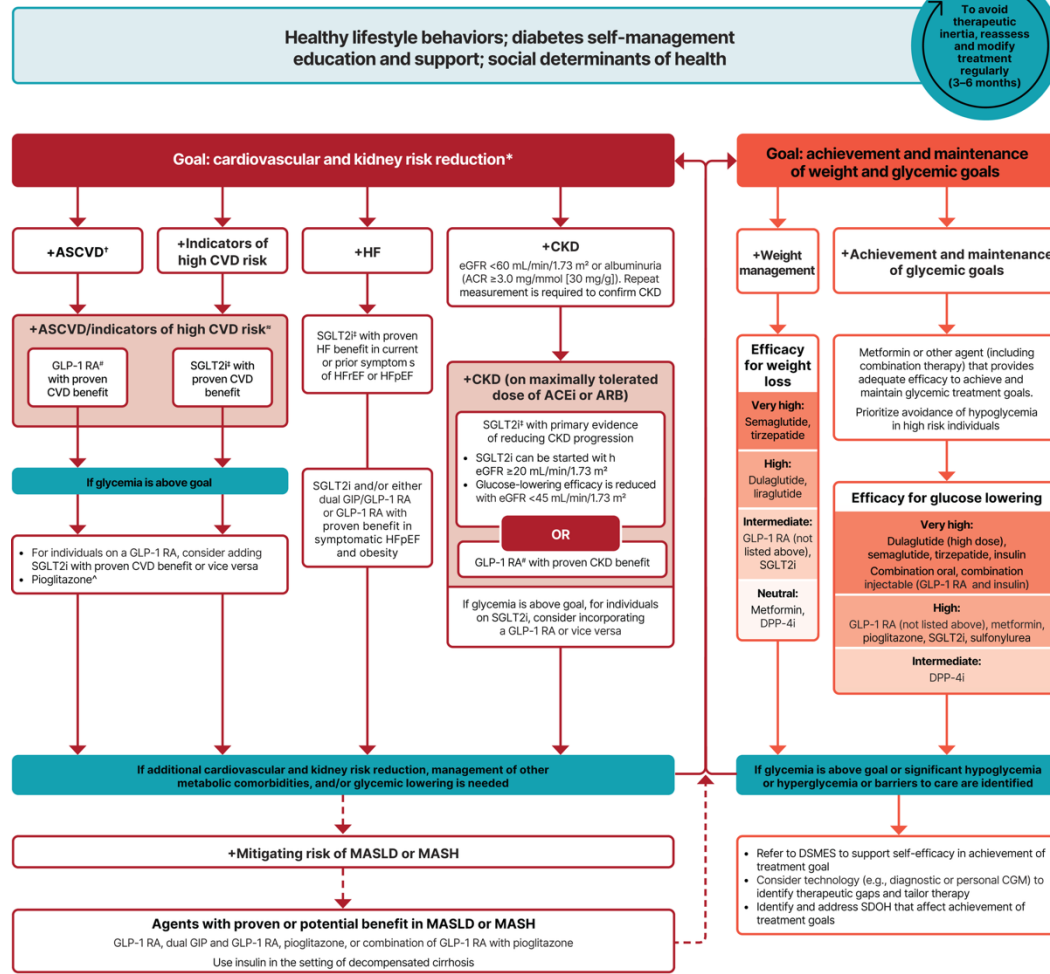 Healthy lifestyle behaviors; diabetes self-management
education and support; social determinants of health
To avoid
therapeutic
inertia, reassess
and modify
treatment
regularly
(3–6 months)
Goal: cardiovascular and kidney risk reduction*
+ASCVD†
+Indicators of
high CVD risk
+HF
+CKD
eGFR <60 mL/min/1.73 m² or albuminuria
(ACR ≥3.0 mg/mmol [30 mg/g]). Repeat
measurement is required to confirm CKD
+ASCVD/indicators of high CVD risk¤
GLP-1 RA#
with proven
CVD benefit
SGLT2i‡ with
proven CVD
benefit
If glycemia is above goal
• For individuals on a GLP-1 RA, consider adding
SGLT2i with proven CVD benefit or vice versa
• Pioglitazone^
SGLT2i‡ with proven
HF benefit in current
or prior symptom
s of HFrEF or HFpEF
SGLT2i and/or either
dual GIP/GLP-1 RA
or GLP-1 RA with
proven benefit in
symptomatic HFpEF
and obesity
+CKD (on maximally tolerated
dose of ACEi or ARB)
SGLT2i‡ with primary evidence
of reducing CKD progression
• SGLT2i can be started wit h
eGFR ≥20 mL/min/1.73 m²
• Glucose-lowering efficacy is reduced
with eGFR <45 mL/min/1.73 m²
OR
GLP-1 RA# with proven CKD benefit
If glycemia is above goal, for individuals
on SGLT2i, consider incorporating
a GLP-1 RA or vice versa
If additional cardiovascular and kidney risk reduction, management of other
metabolic comorbidities, and/or glycemic lowering is needed
+Mitigating risk of MASLD or MASH
Agents with proven or potential benefit in MASLD or MASH
GLP-1 RA, dual GIP and GLP-1 RA, pioglitazone, or combination of GLP-1 RA with pioglitazone
Use insulin in the setting of decompensated cirrhosis
Goal: achievement and maintenance
of weight and glycemic goals
+Weight
management
+Achievement and maintenance
of glycemic goals
Efficacy
for weight
loss
Very high:
Semaglutide,
tirzepatide
High:
Dulaglutide,
liraglutide
Intermediate:
GLP-1 RA (not
listed above),
SGLT2i
Neutral:
Metformin,
DPP-4i
Metformin or other agent (including
combination therapy) that provides
adequate efficacy to achieve and
maintain glycemic treatment goals.
Prioritize avoidance of hypoglycemia
in high risk individuals
Efficacy for glucose lowering
Very high:
Dulaglutide (high dose),
semaglutide, tirzepatide, insulin
Combination oral, combination
injectable (GLP-1 RA and insulin)
High:
GLP-1 RA (not listed above), metformin,
pioglitazone, SGLT2i, sulfonylurea
Intermediate:
DPP-4i
If glycemia is above goal or significant hypoglycemia
or hyperglycemia or barriers to care are identified
• Refer to DSMES to support self-efficacy in achievement of
treatment goal
• Consider technology (e.g., diagnostic or personal CGM) to
identify therapeutic gaps and tailor therapy
• Identify and address SDOH that affect achievement of
treatment goals